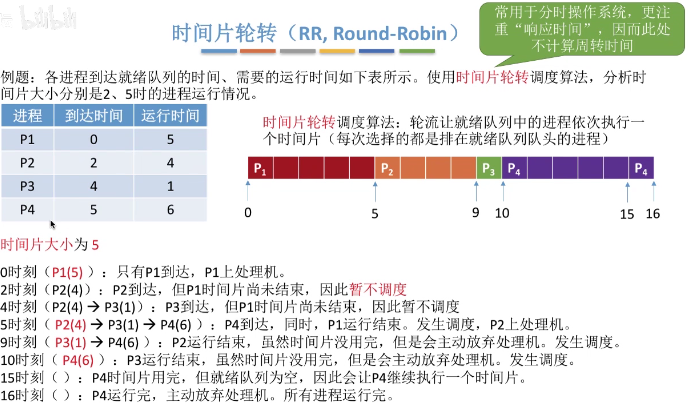 bilibili
常用于分时操作系统，更注
重“响应时间”，因而此处
不计算周转时间
时间片轮转（RR, Round-Robin）
例题：各进程到达就绪队列的时间、需要的运行时间如下表所示。使用时间片轮转调度算法，分析时
间片大小分别是2、5时的进程运行情况。
进程 到达时间 运行时间
P1 0 5
P2 2 4
P3 4 1
P4 5 6
时间片轮转调度算法：轮流让就绪队列中的进程依次执行一
个时间片（每次选择的都是排在就绪队列队头的进程）
P1 P2 P3 P4 P4
0 5 9 10 15 16
时间片大小为 5
0时刻（P1(5) ）：只有P1到达，P1上处理机。
2时刻（P2(4)）：P2到达，但P1时间片尚未结束，因此暂不调度
4时刻（P2(4) → P3(1)）：P3到达，但P1时间片尚未结束，因此暂不调度
5时刻（ P2(4) → P3(1) → P4(6) ）：P4到达，同时，P1运行结束。发生调度，P2上处理机。
9时刻（ P3(1) → P4(6) ）：P2运行结束，虽然时间片没用完，但是会主动放弃处理机。发生调度。
10时刻（ P4(6) ）：P3运行结束，虽然时间片没用完，但是会主动放弃处理机。发生调度。
15时刻（ ）：P4时间片用完，但就绪队列为空，因此会让P4继续执行一个时间片。
16时刻（ ）：P4运行完，主动放弃处理机。所有进程运行完。